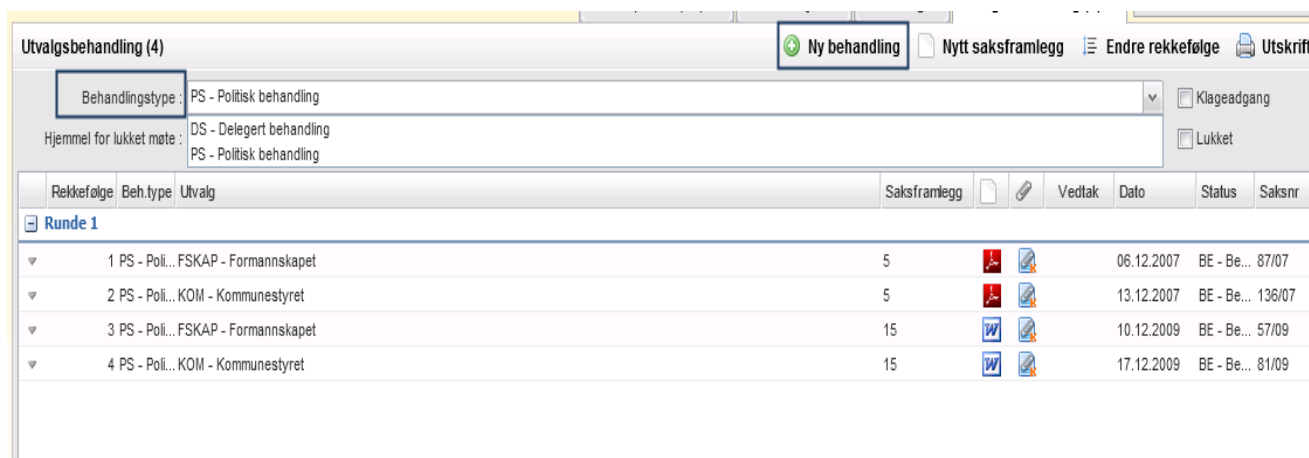 Utvalgsbehandling (4) Ny behandling Nytt saksframlegg Endre rekkefølge Utskrift
Behandlingstype : PS - Politisk behandling Klageadgang
Hjemmel for lukket møte : DS - Delegert behandling Lukket
PS - Politisk behandling
Rekkefølge Beh.type Utvalg Saksframlegg Vedtak Dato Status Saksnr
Runde 1
1 PS - Poli... FSKAP - Formannskapet 5 06.12.2007 BE - Be... 87/07
2 PS - Poli... KOM - Kommunestyret 5 13.12.2007 BE - Be... 136/07
3 PS - Poli... FSKAP - Formannskapet 15 10.12.2009 BE - Be... 57/09
4 PS - Poli... KOM - Kommunestyret 15 17.12.2009 BE - Be... 81/09